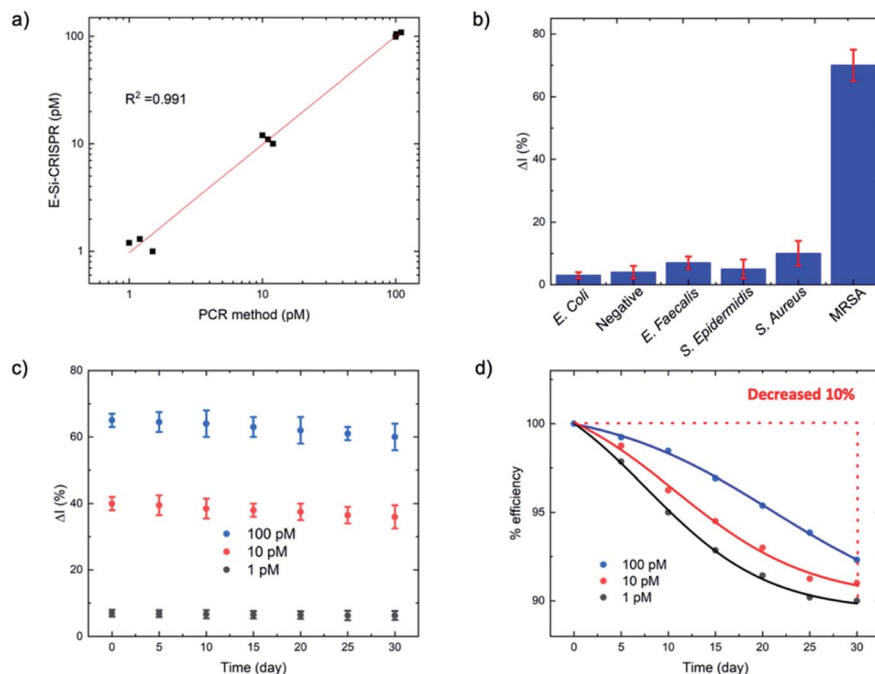 a)
E-Si-CRISPR (pM)
100
10
1
R² =0.991
1
10
100
PCR method (pM)
b)
ΔI (%)
80
60
40
20
0
E. Coli
Negative
E. Faecalis
S. Epidermidis
S. Aureus
MRSA
c)
ΔI (%)
80
60
40
20
0
100 pM
10 pM
1 pM
0
5
10
15
20
25
30
Time (day)
d)
Decreased 10%
% efficiency
100
95
90
100 pM
10 pM
1 pM
0
5
10
15
20
25
30
Time (day)